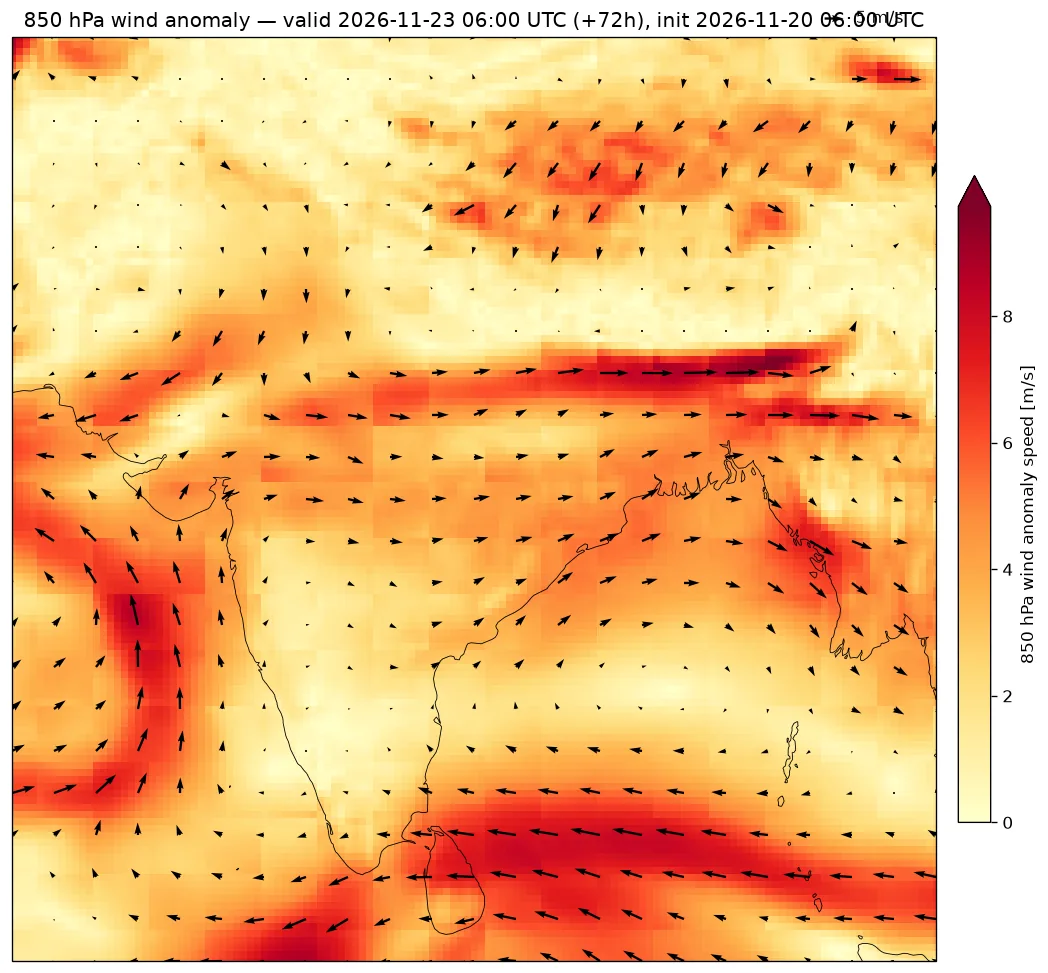 850 hPa wind anomaly — valid 2026-11-23 06:00 UTC (+72h), init 2026-11-20 06:00 UTC
5 m/s
8
6
4
2
0
850 hPa wind anomaly speed [m/s]